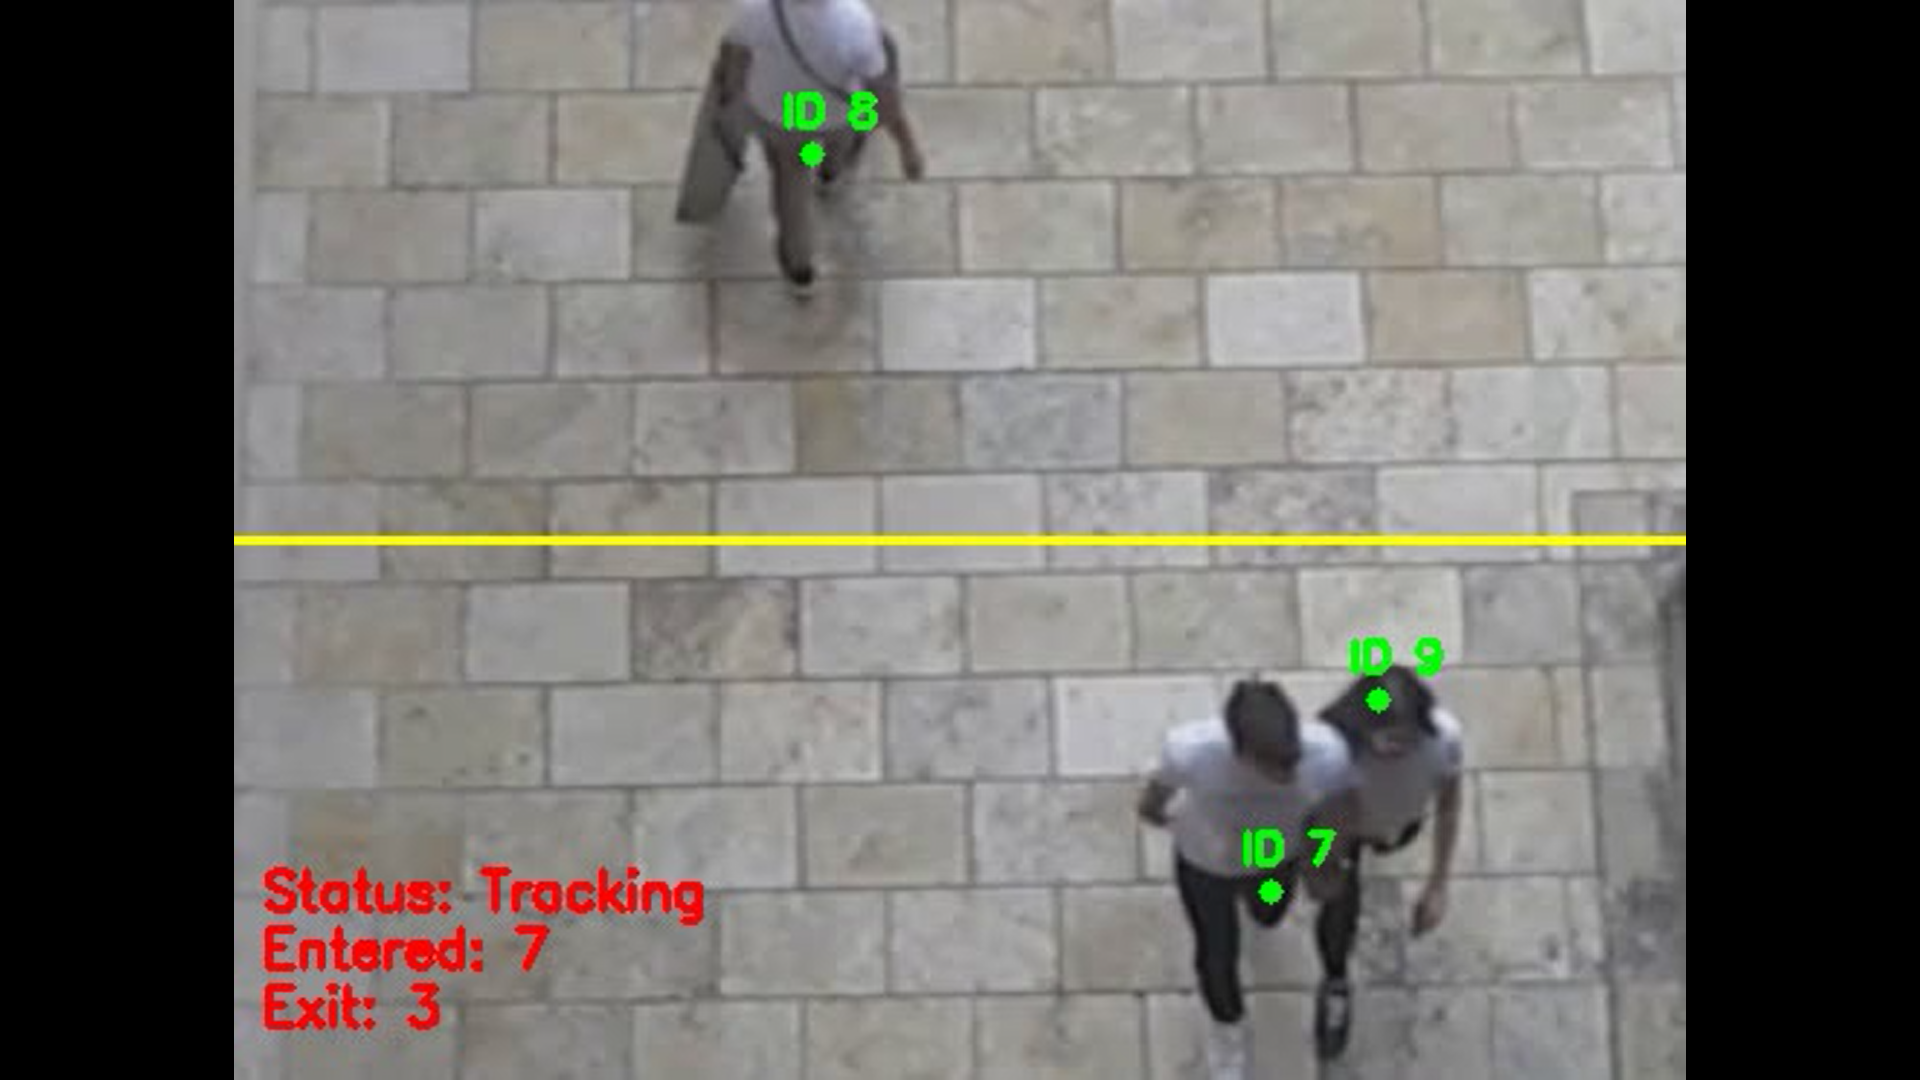 ID 8
ID 9
ID 7
Status: Tracking
Entered: 7
Exit: 3